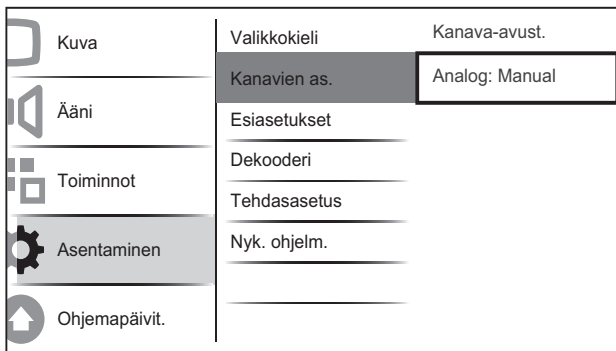 Kuva
Ääni
Toiminnot
Asentaminen
Ohjemapäivit.
Valikkokieli
Kanavien as.
Esiasetukset
Dekooderi
Tehdasasetus
Nyk. ohjelm.
Kanava-avust.
Analog: Manual